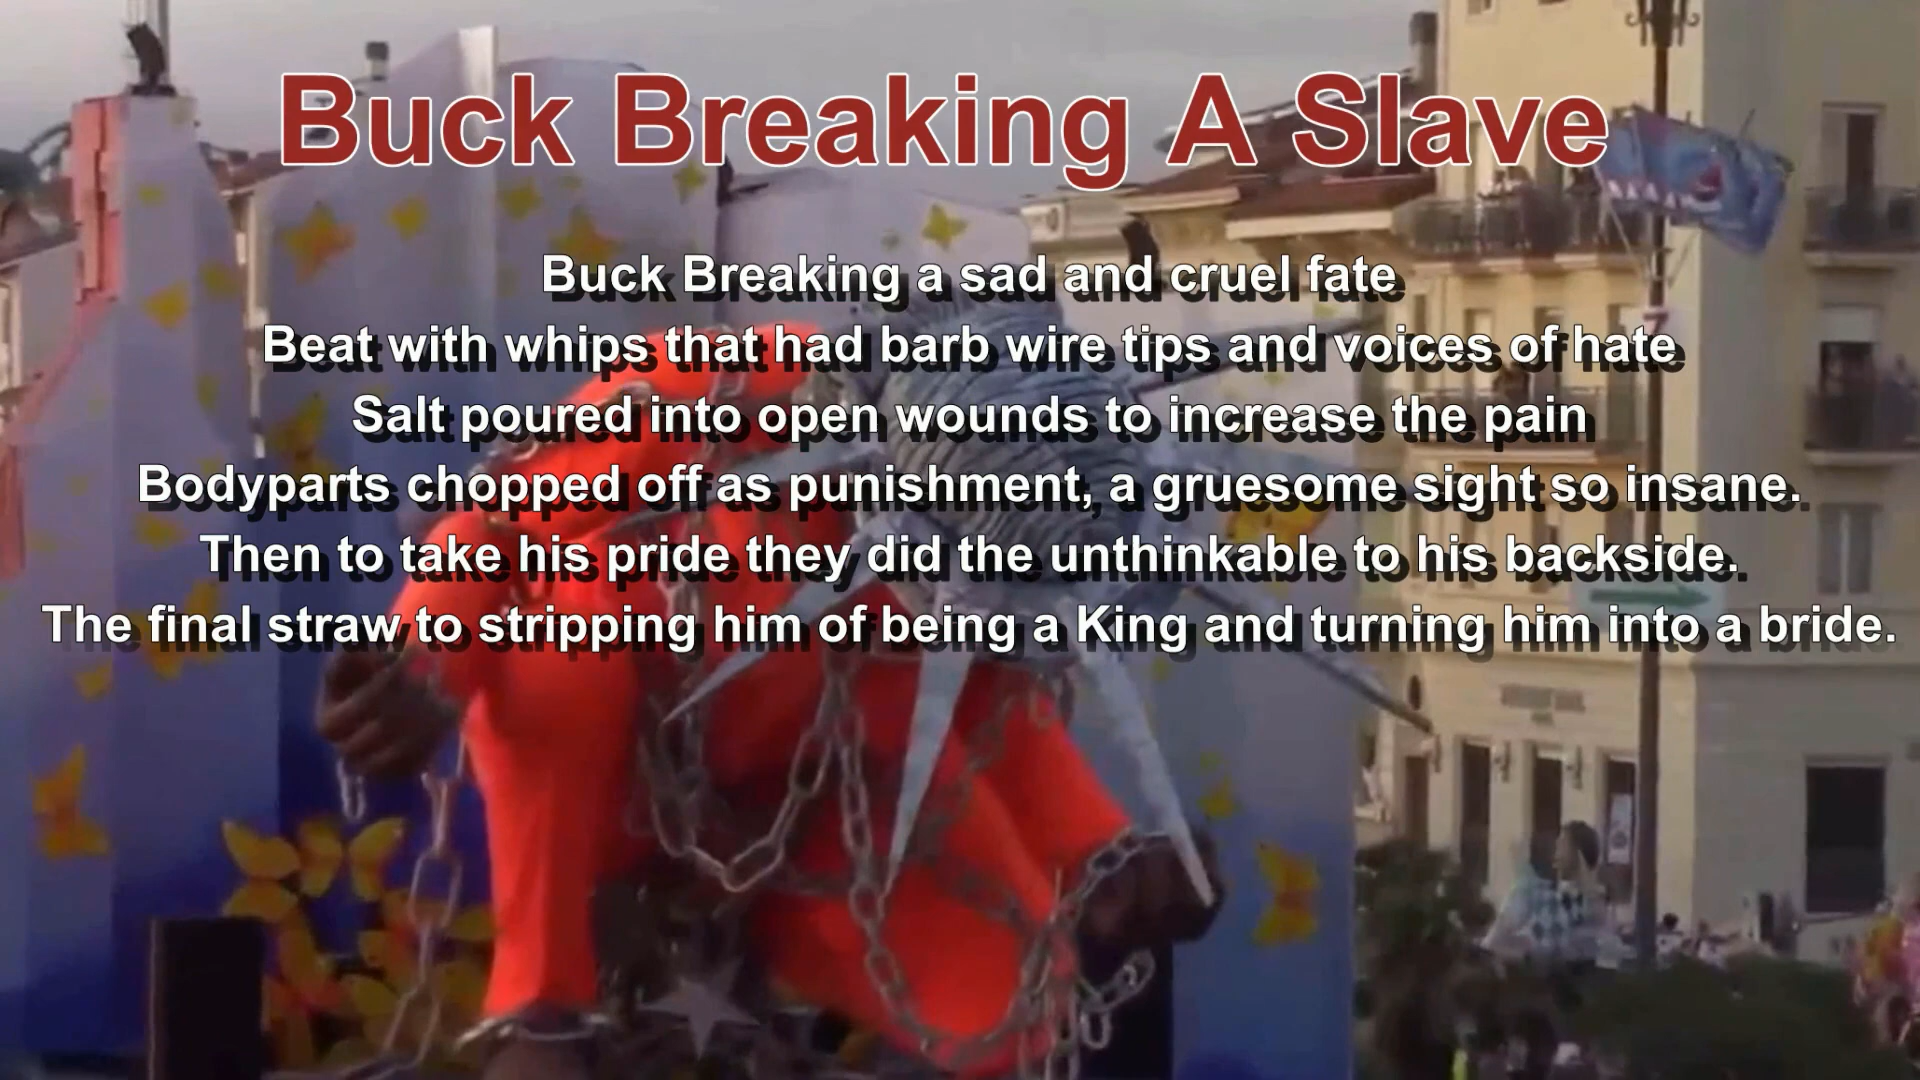 Buck Breaking A Slave
Buck Breaking a sad and cruel fate
Beat with whips that had barb wire tips and voices of hate
Salt poured into open wounds to increase the pain
Bodyparts chopped off as punishment, a gruesome sight so insane.
Then to take his pride they did the unthinkable to his backside.
The final straw to stripping him of being a King and turning him into a bride.